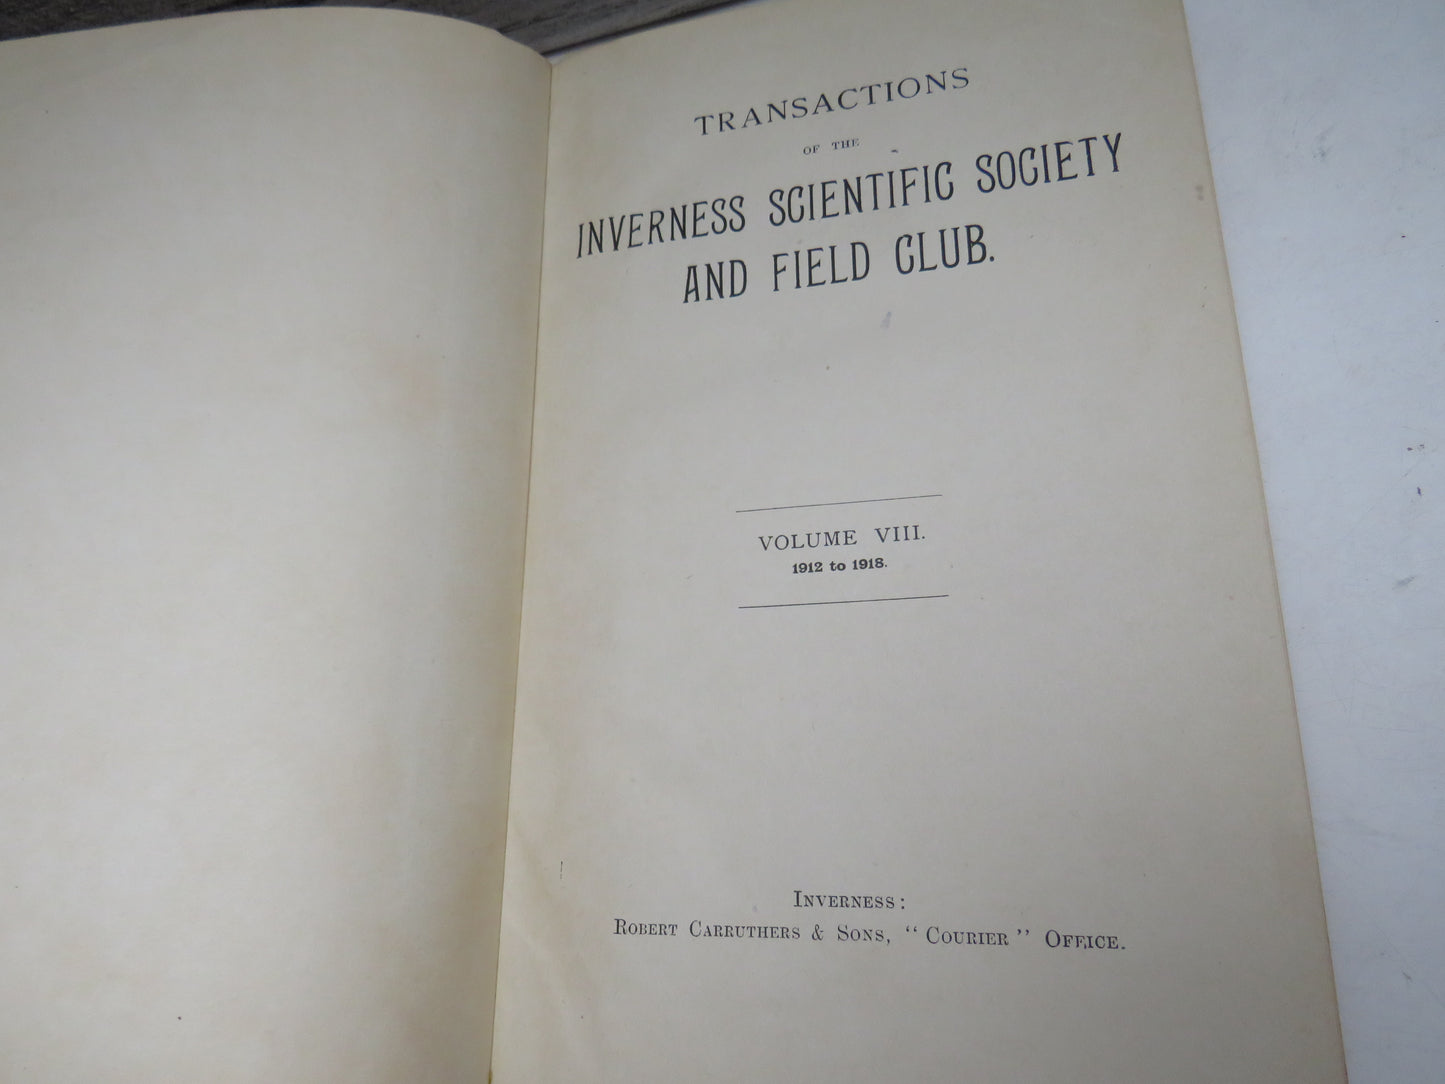 TRANSACTIONS
OF THE
INVERNESS SCIENTIFIC SOCIETY
AND FIELD CLUB.
VOLUME VIII.
1912 to 1918.
INVERNESS:
ROBERT CARRUTHERS & SONS, “COURIER” OFFICE.